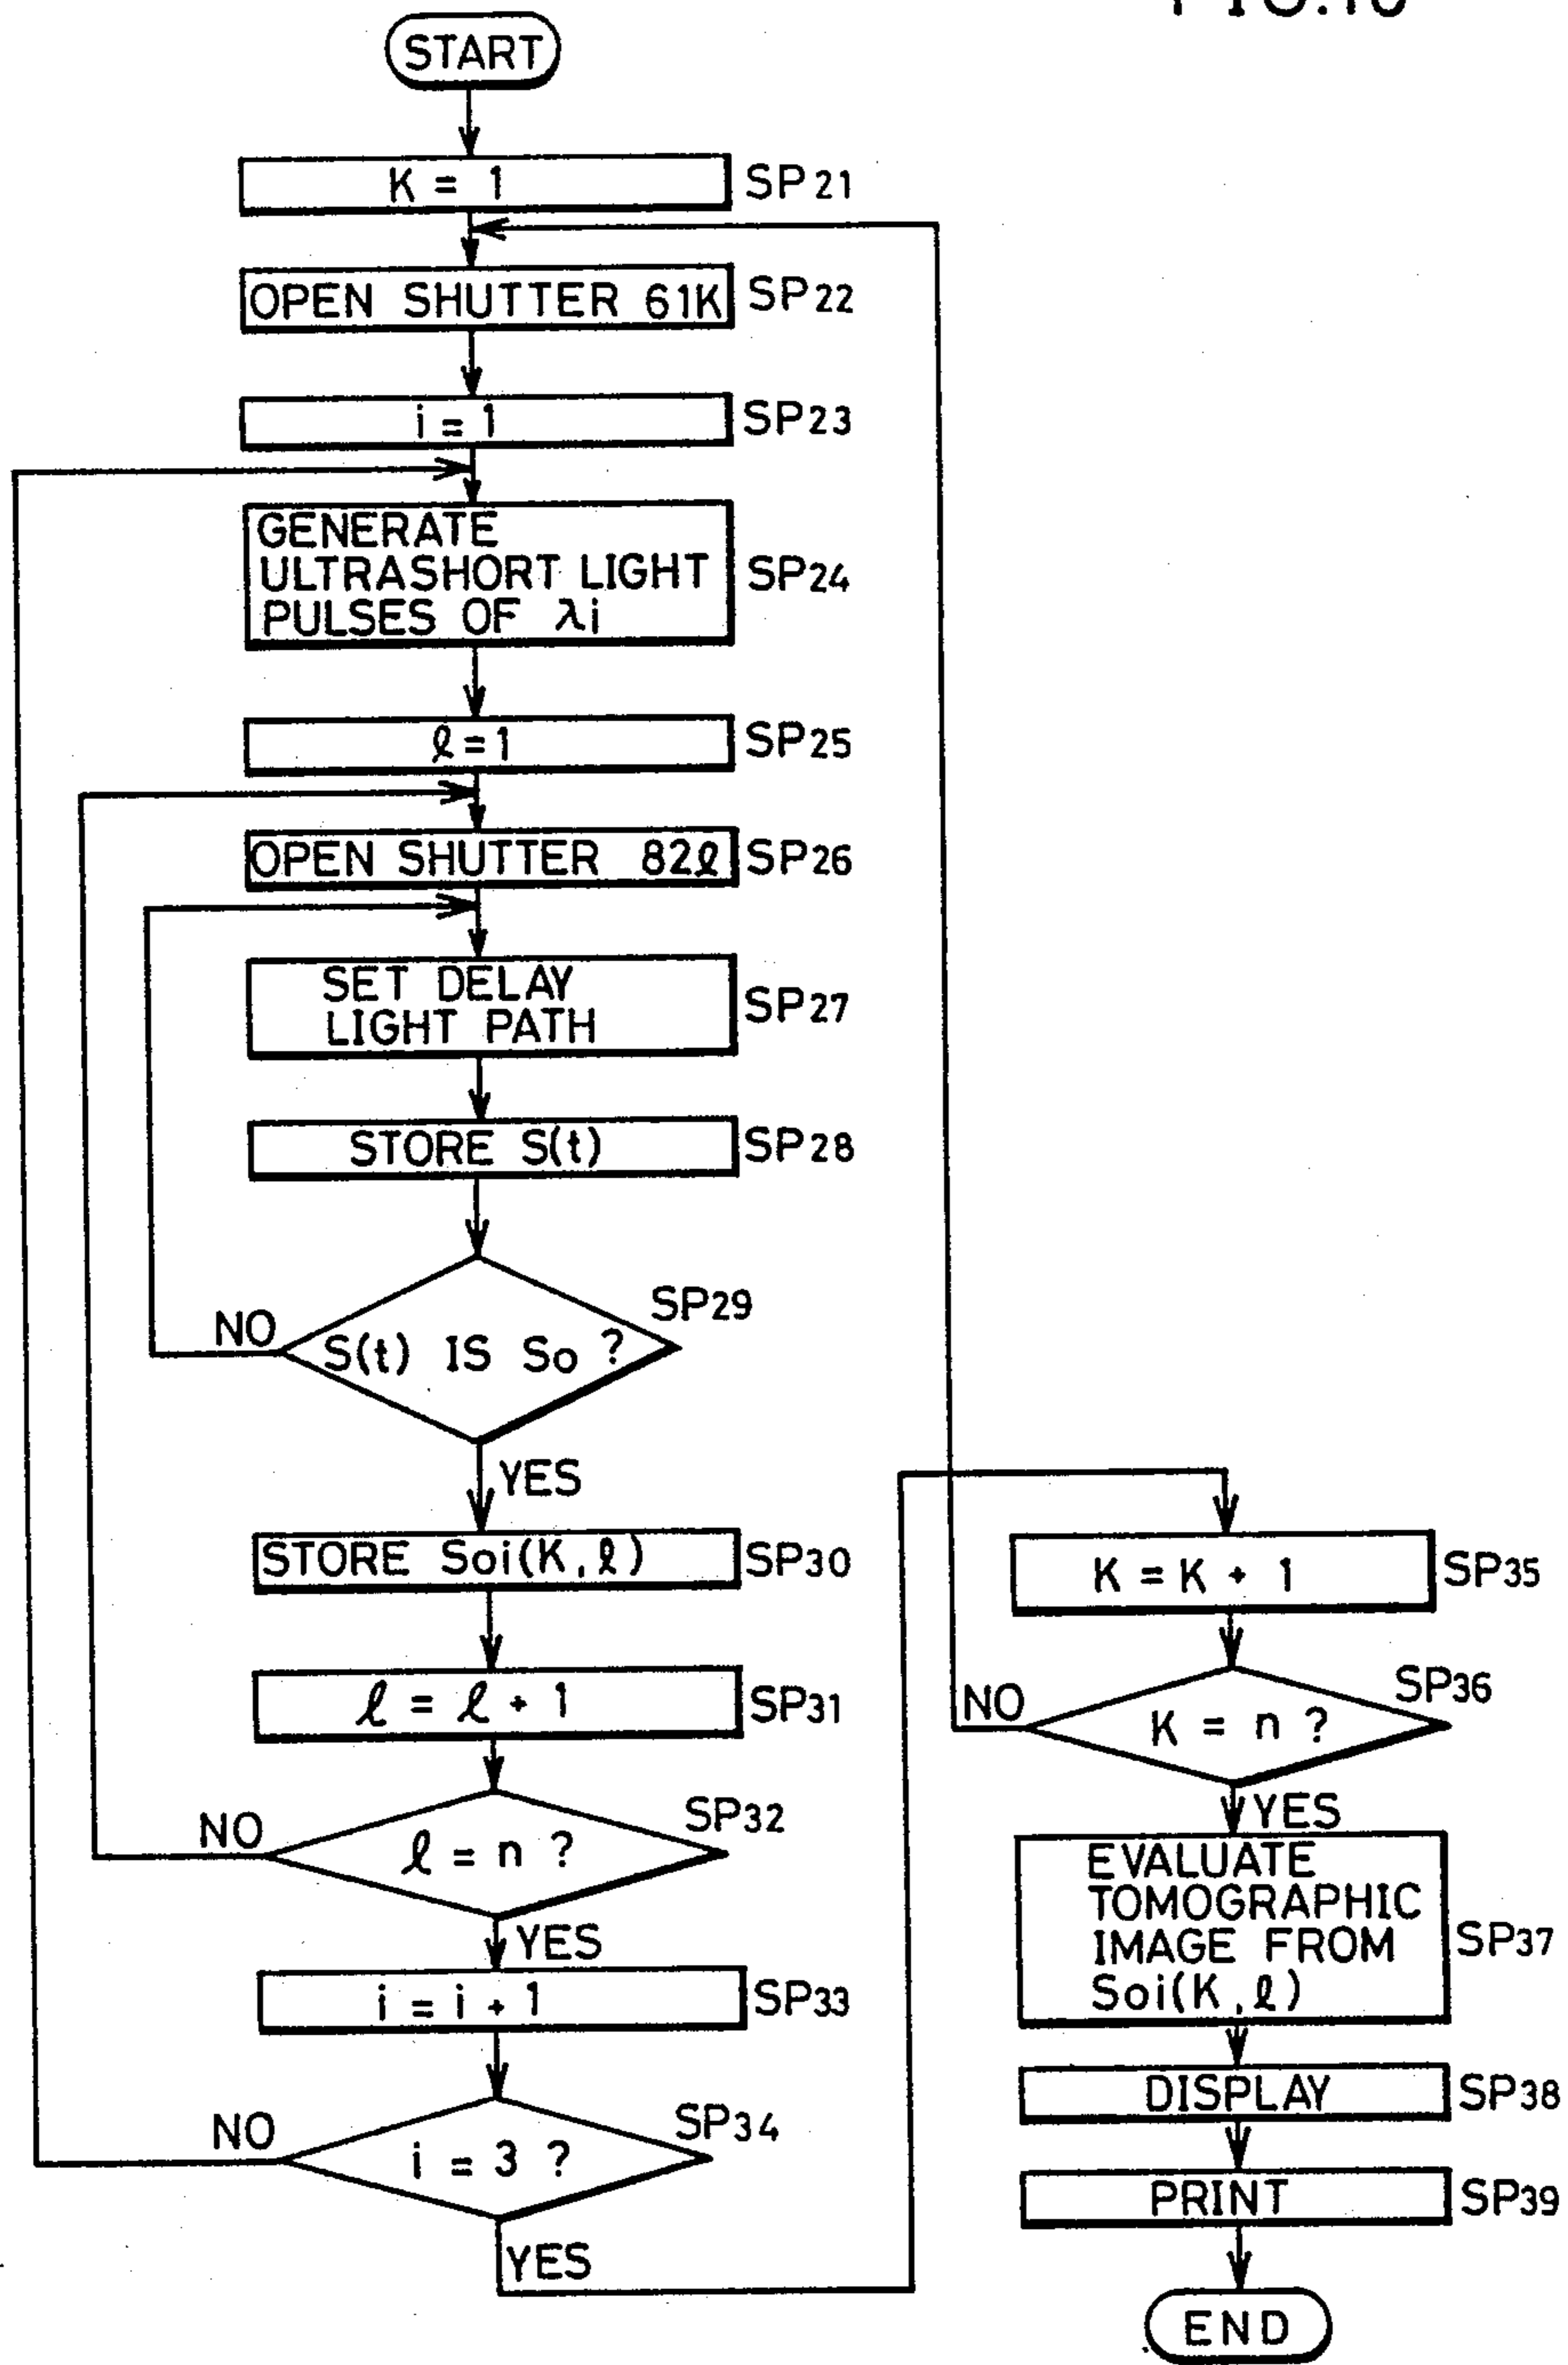 START
K = 1
SP21
OPEN SHUTTER 61K
SP22
i = 1
SP23
GENERATE
ULTRASHORT LIGHT
PULSES OF λi
SP24
ℓ = 1
SP25
OPEN SHUTTER 82ℓ
SP26
SET DELAY
LIGHT PATH
SP27
STORE S(t)
SP28
S(t) IS So ?
SP29
NO
YES
STORE Soi(K,ℓ)
SP30
ℓ = ℓ + 1
SP31
ℓ = n ?
SP32
NO
YES
i = i + 1
SP33
i = 3 ?
SP34
NO
YES
K = K + 1
SP35
K = n ?
SP36
NO
YES
EVALUATE
TOMOGRAPHIC
IMAGE FROM
Soi(K,ℓ)
SP37
DISPLAY
SP38
PRINT
SP39
END